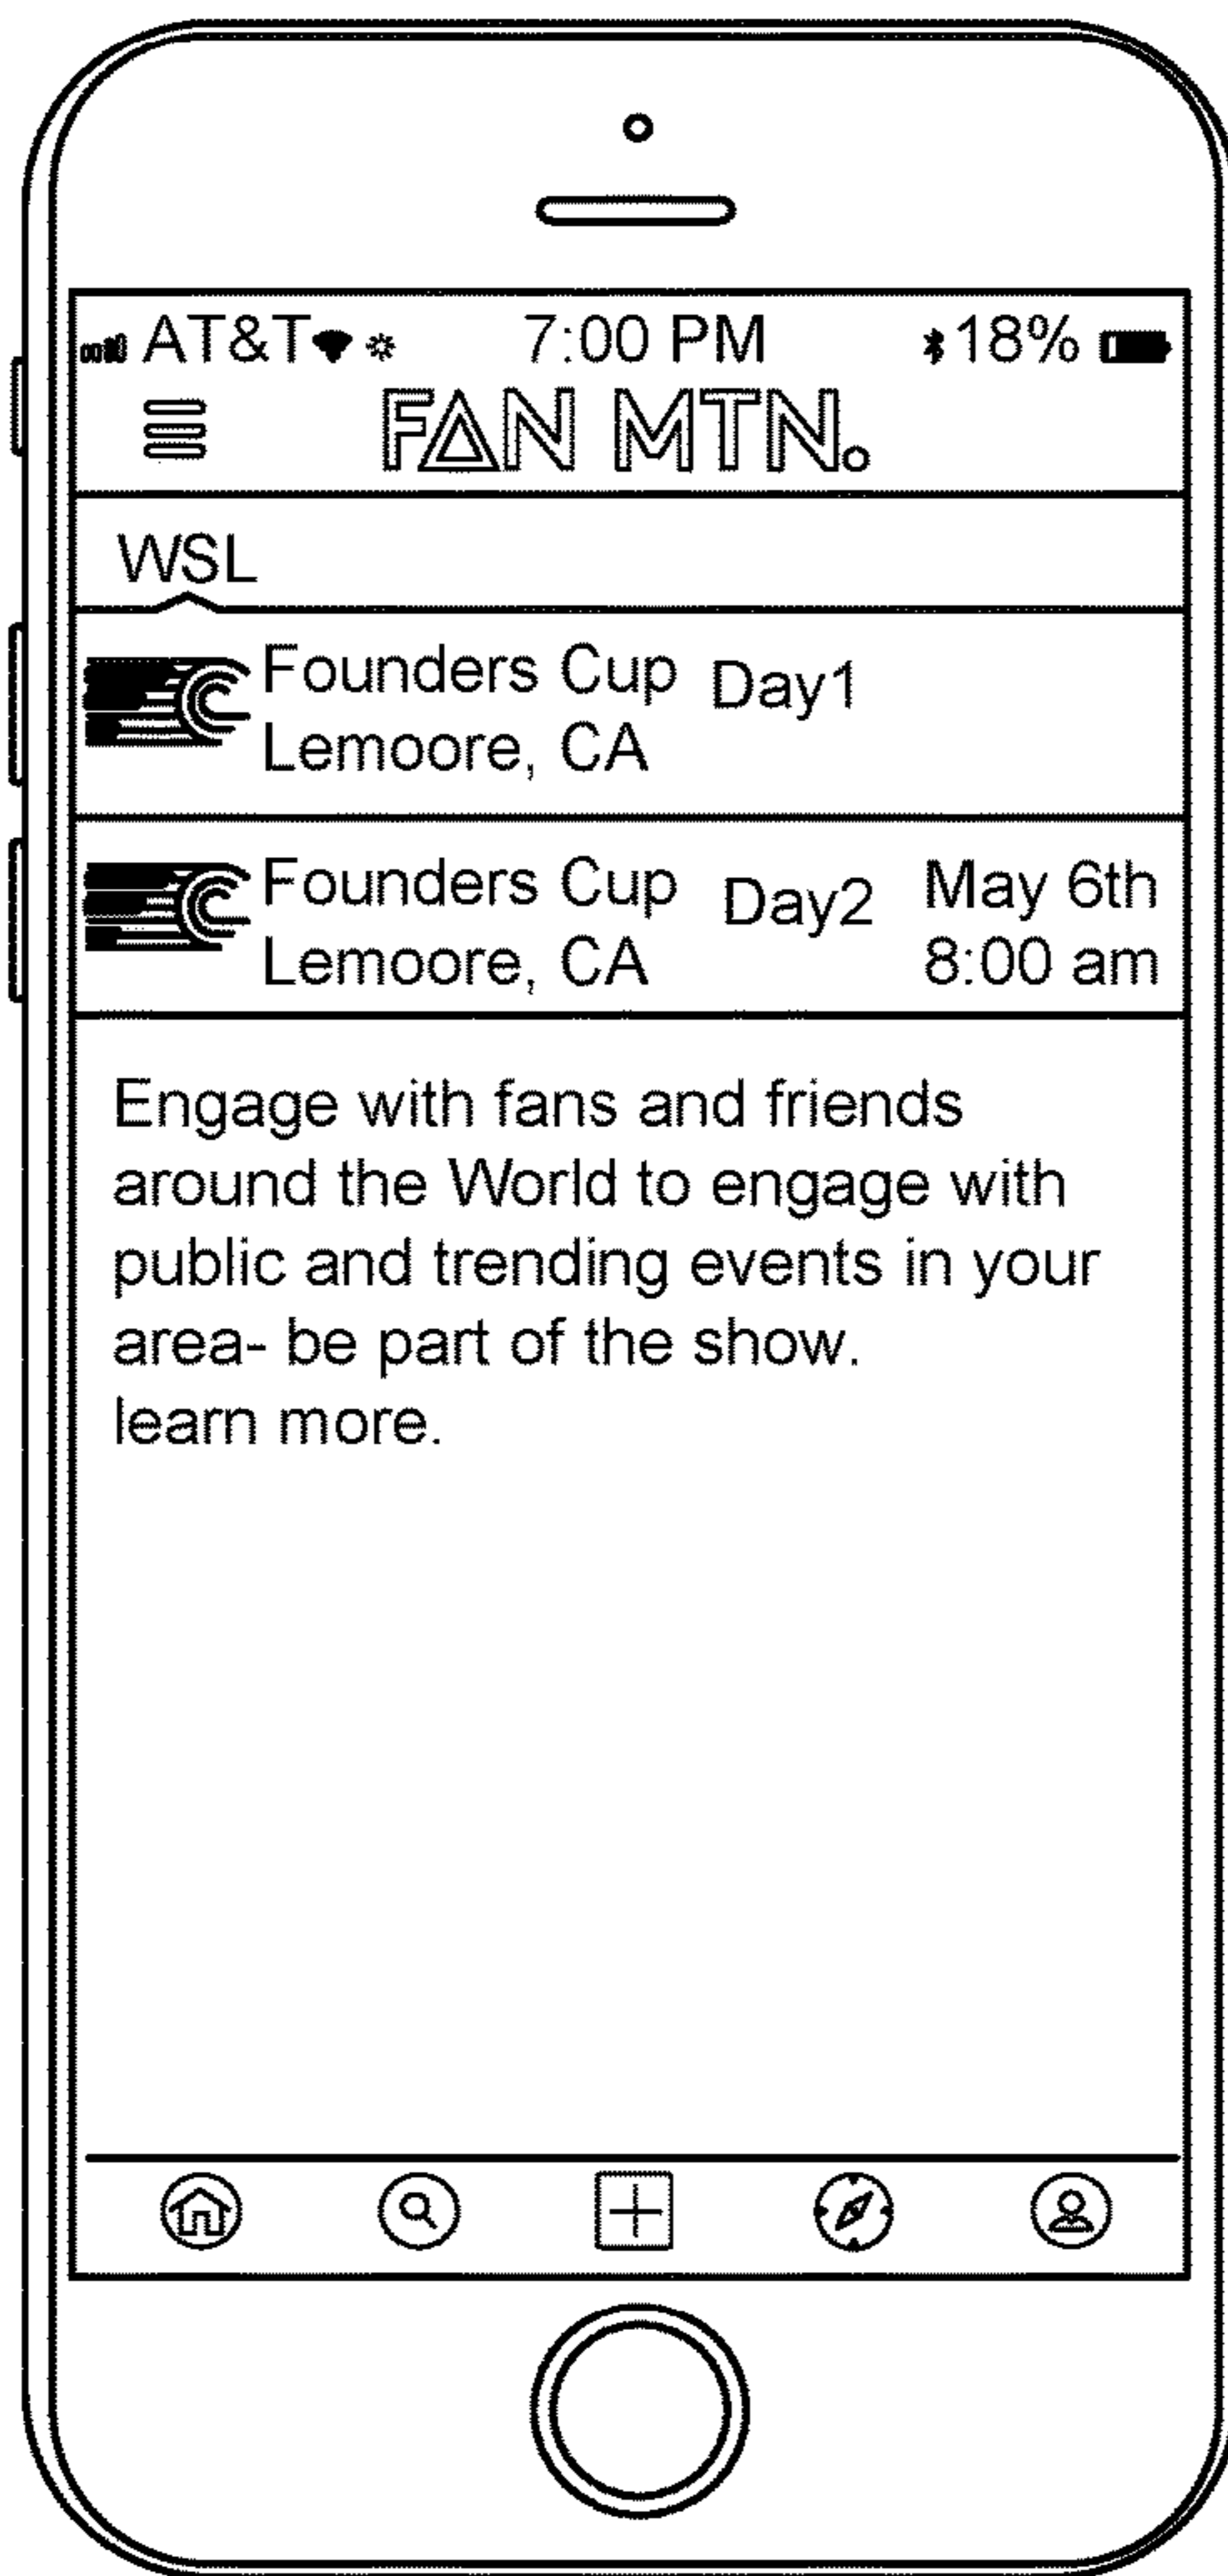 AT&T 7:00 PM 18%
FAN MTN.
WSL
Founders Cup Day1
Lemoore, CA
Founders Cup Day2 May 6th
Lemoore, CA 8:00 am
Engage with fans and friends
around the World to engage with
public and trending events in your
area- be part of the show.
learn more.